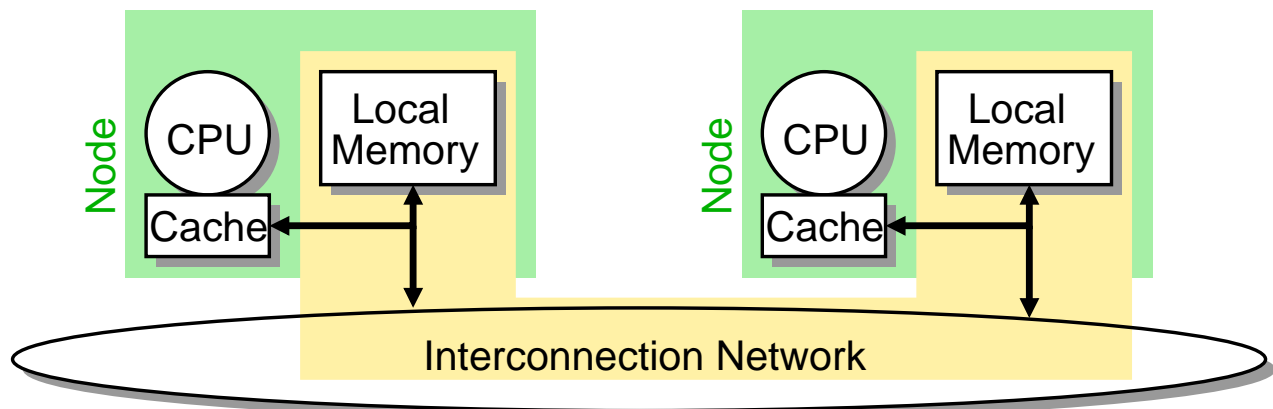 Node
CPU
Local
Memory
Cache
Node
CPU
Local
Memory
Cache
Interconnection Network